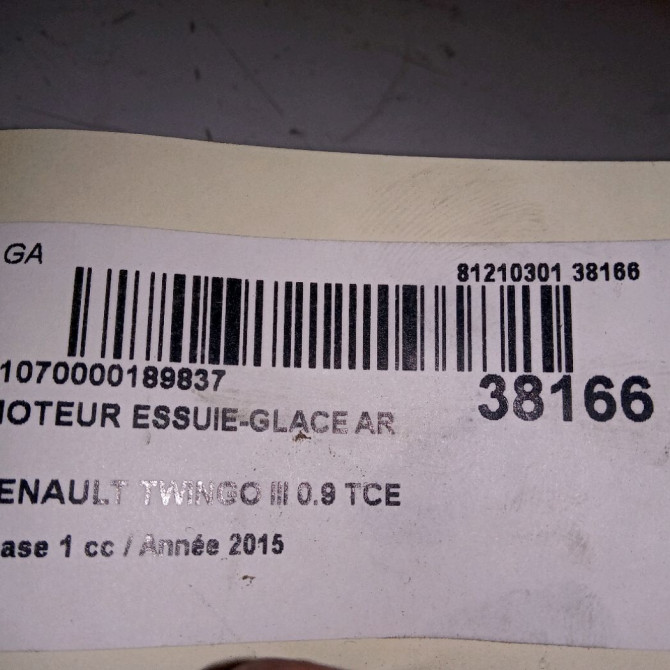 GA
81210301 38166
1070000189837
38166
MOTEUR ESSUIE-GLACE AR
ENAULT TWINGO III 0.9 TCE
ase 1 cc / Année 2015